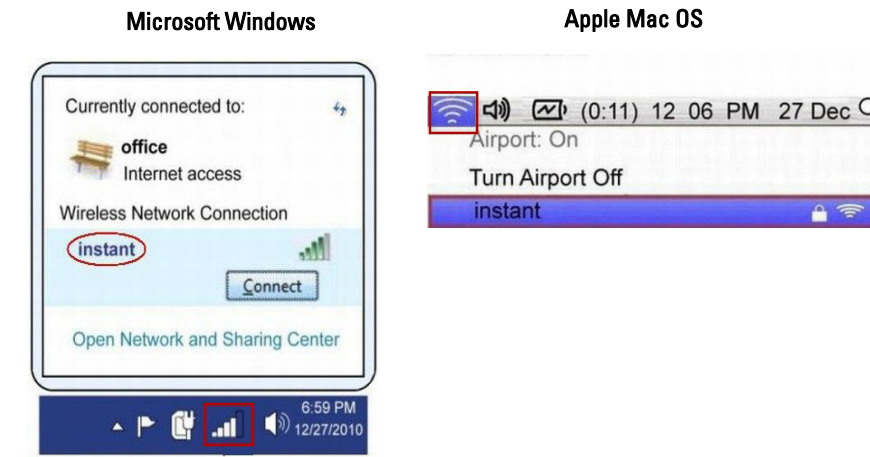 Microsoft Windows
Currently connected to:
office
Internet access
Wireless Network Connection
instant
Connect
Open Network and Sharing Center
6:59 PM
12/27/2010
Apple Mac OS
(0:11) 12 06 PM 27 Dec
Airport: On
Turn Airport Off
instant